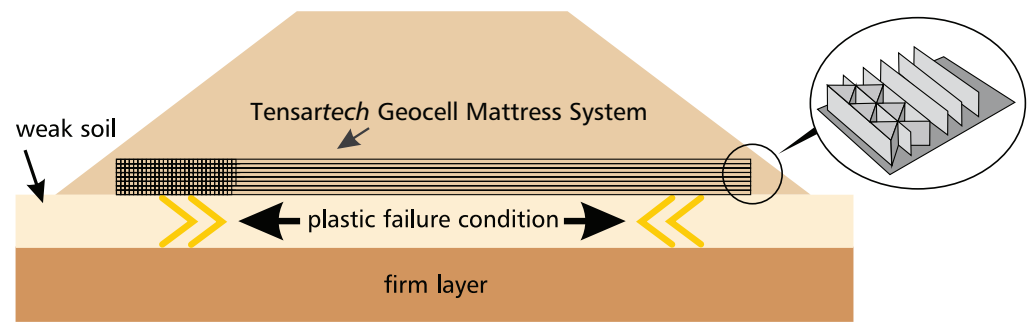 Tensartech Geocell Mattress System
weak soil
plastic failure condition
firm layer